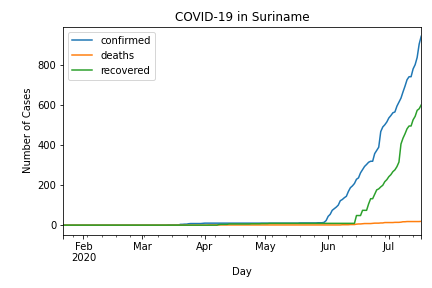 COVID-19 in Suriname
confirmed
deaths
recovered
Number of Cases
800
600
400
200
0
Feb
2020
Mar
Apr
May
Jun
Jul
Day